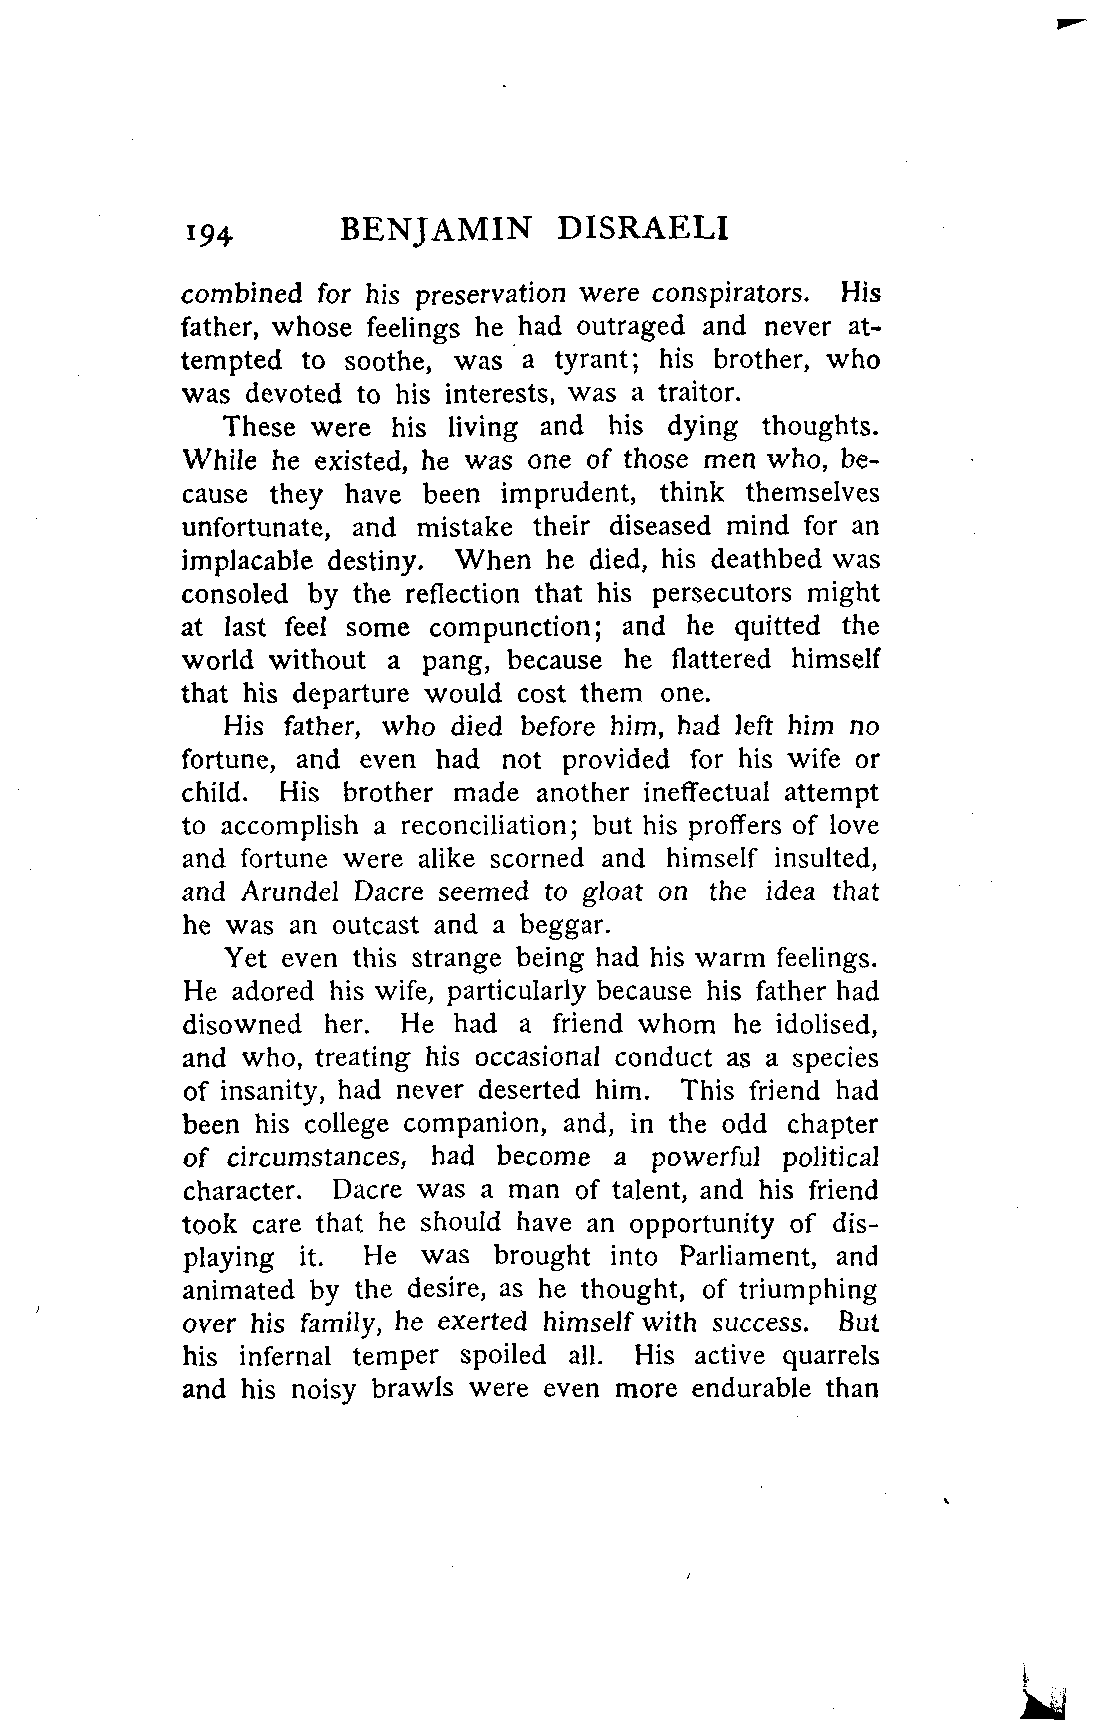 194 BENJAMIN DISRAELI
combined for his preservation were conspirators. His
father, whose feelings he had outraged and never at-
tempted to soothe, was a tyrant; his brother, who
was devoted to his interests, was a traitor.
These were his living and his dying thoughts.
While he existed, he was one of those men who, be-
cause they have been imprudent, think themselves
unfortunate, and mistake their diseased mind for an
implacable destiny. When he died, his deathbed was
consoled by the reflection that his persecutors might
at last feel some compunction; and he quitted the
world without a pang, because he flattered himself
that his departure would cost them one.
His father, who died before him, had left him no
fortune, and even had not provided for his wife or
child. His brother made another ineffectual attempt
to accomplish a reconciliation; but his proffers of love
and fortune were alike scorned and himself insulted,
and Arundel Dacre seemed to gloat on the idea that
he was an outcast and a beggar.
Yet even this strange being had his warm feelings.
He adored his wife, particularly because his father had
disowned her. He had a friend whom he idolised,
and who, treating his occasional conduct as a species
of insanity, had never deserted him. This friend had
been his college companion, and, in the odd chapter
of circumstances, had become a powerful political
character. Dacre was a man of talent, and his friend
took care that he should have an opportunity of dis-
playing it. He was brought into Parliament, and
animated by the desire, as he thought, of triumphing
over his family, he exerted himself with success. But
his infernal temper spoiled all. His active quarrels
and his noisy brawls were even more endurable than